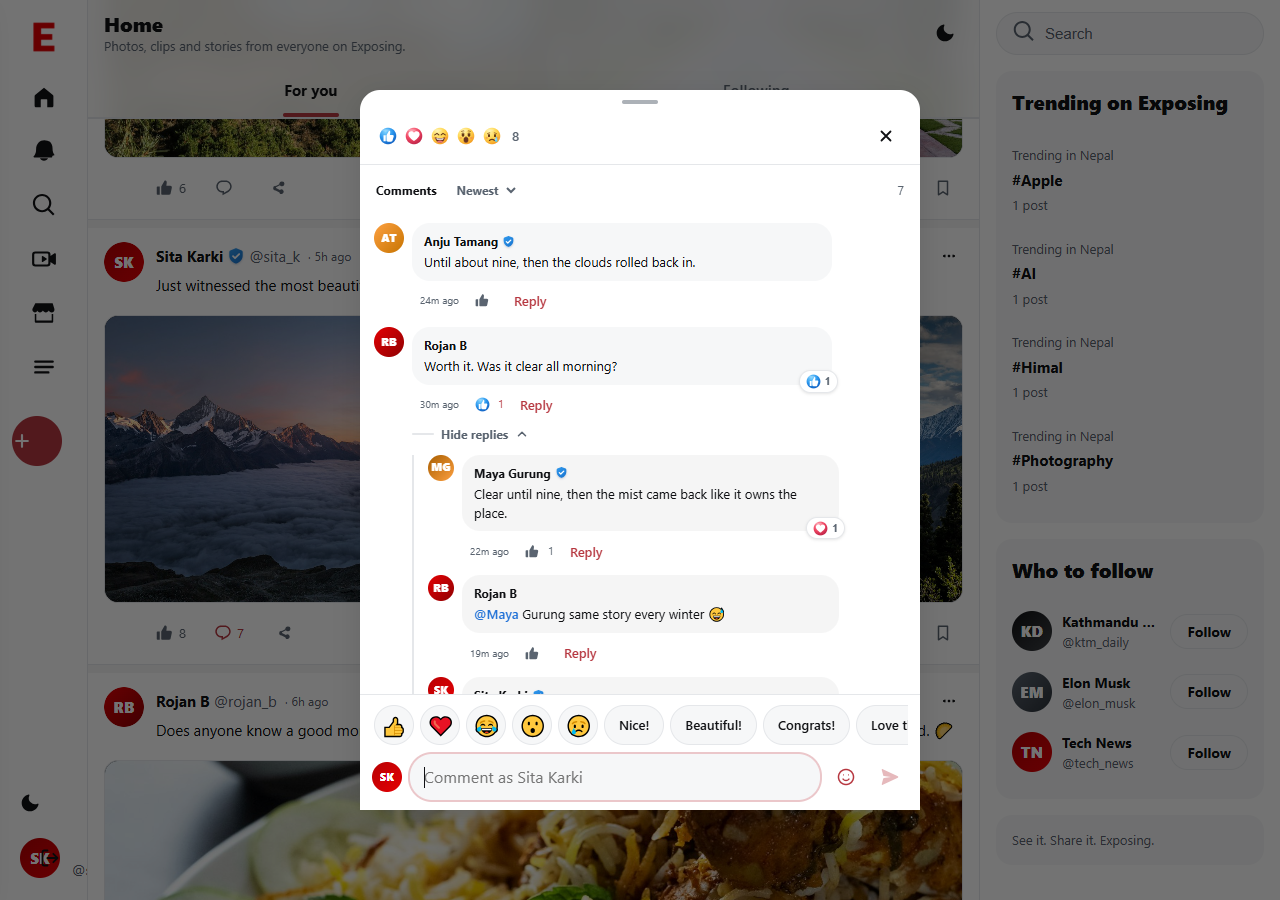 E
Home
Photos, clips and stories from everyone on Exposing.
For you
Following
Search
Trending on Exposing
Trending in Nepal
#Apple
1 post
Trending in Nepal
#AI
1 post
Trending in Nepal
#Himal
1 post
Trending in Nepal
#Photography
1 post
Who to follow
KD
Kathmandu ...
@ktm_daily
Follow
EM
Elon Musk
@elon_musk
Follow
TN
Tech News
@tech_news
Follow
See it. Share it. Exposing.
6
SK
Sita Karki @sita_k · 5h ago
Just witnessed the most beauti
8
7
RB
Rojan B @rojan_b · 6h ago
Does anyone know a good mo
d. 🌮
SK
@s
👍 ❤️ 😄 😮 😢 8
Comments
Newest
7
AT
Anju Tamang
Until about nine, then the clouds rolled back in.
24m ago
Reply
RB
Rojan B
Worth it. Was it clear all morning?
👍 1
30m ago
👍 1
Reply
Hide replies
MG
Maya Gurung
Clear until nine, then the mist came back like it owns the
place.
❤️ 1
22m ago
1
Reply
RB
Rojan B
@Maya Gurung same story every winter 😅
19m ago
Reply
SK
Sita Karki
👍 ❤️ 😂 😮 😢
Nice!
Beautiful!
Congrats!
Love t
SK
Comment as Sita Karki